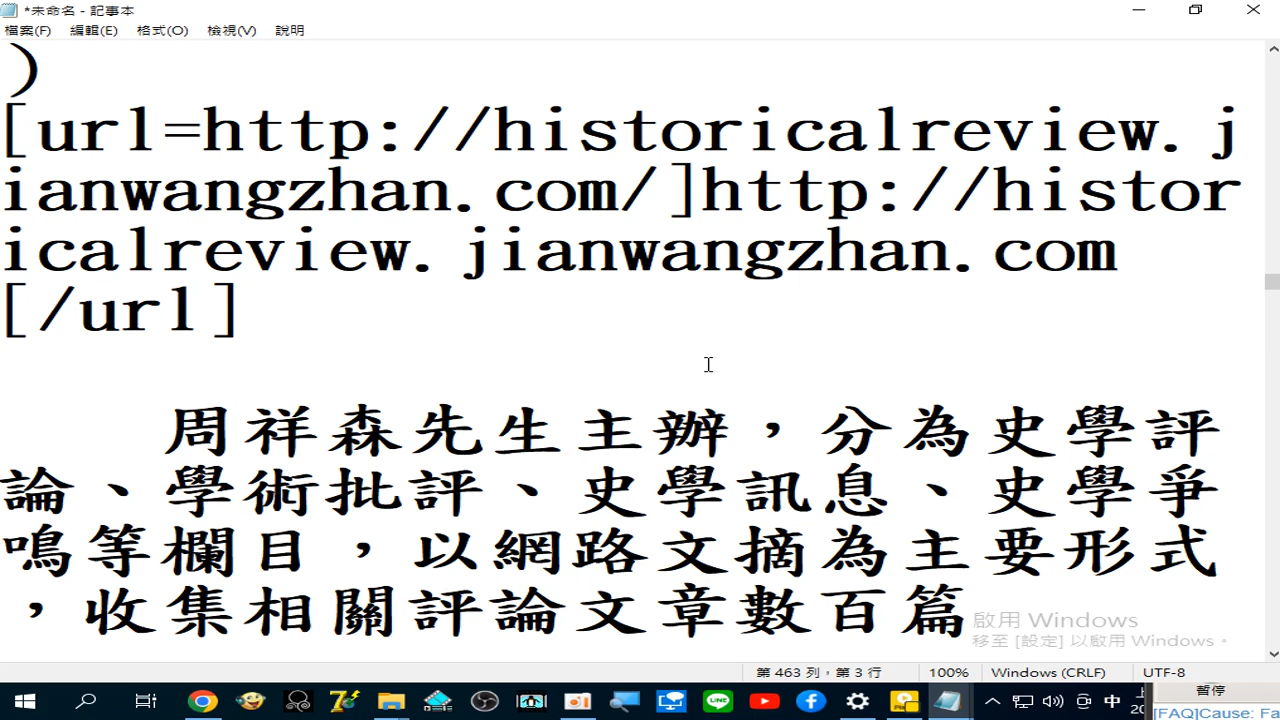 *未命名 - 記事本
檔案(F) 編輯(E) 格式(O) 檢視(V) 說明
)
[url=http://historicalreview.j
ianwangzhan.com/]http://histor
icalreview.jianwangzhan.com
[/url]
周祥森先生主辦，分為史學評
論、學術批評、史學訊息、史學爭
鳴等欄目，以網路文摘為主要形式
，收集相關評論文章數百篇
啟用 Windows
移至 [設定] 以啟用 Windows。
第 463 列，第 3 行 100% Windows (CRLF) UTF-8
中 上
20
暫停
[FAQ]Cause: Fa